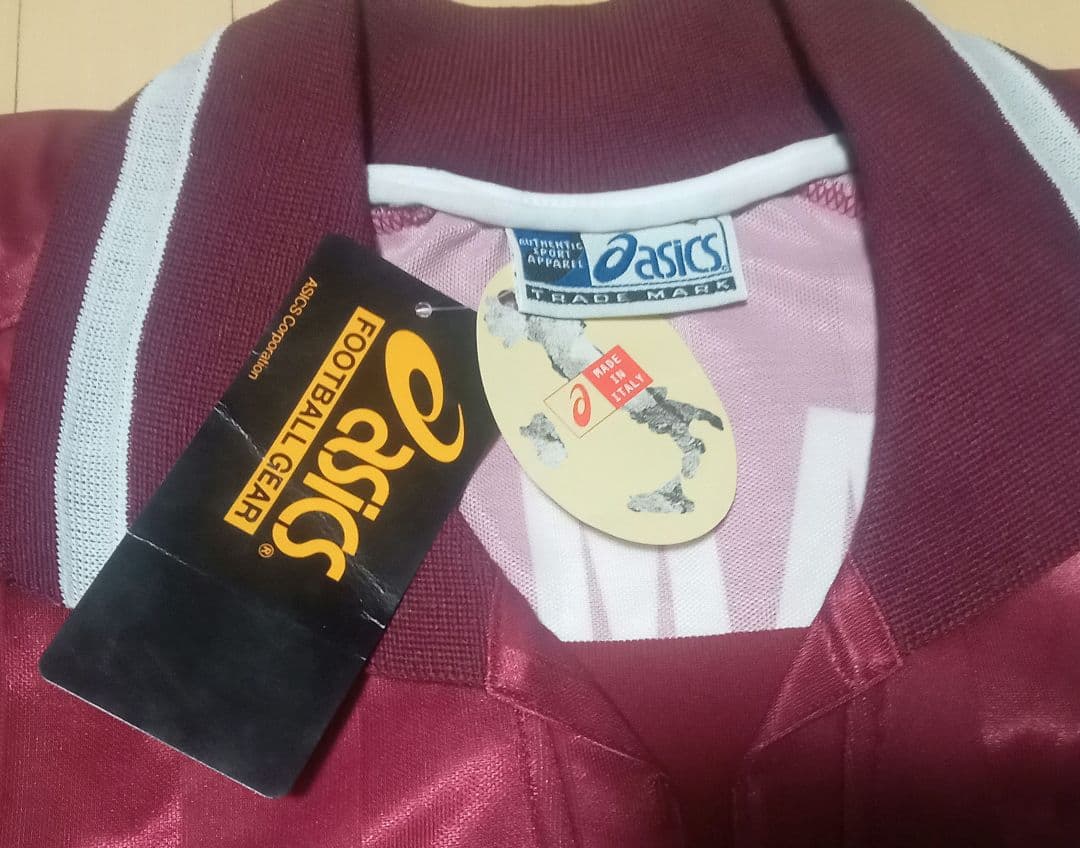 AUTHENTIC
SPORT
APPAREL
asics
TRADE MARK
MADE
IN
ITALY
asics
FOOTBALL GEAR
®
ASICS Corporation